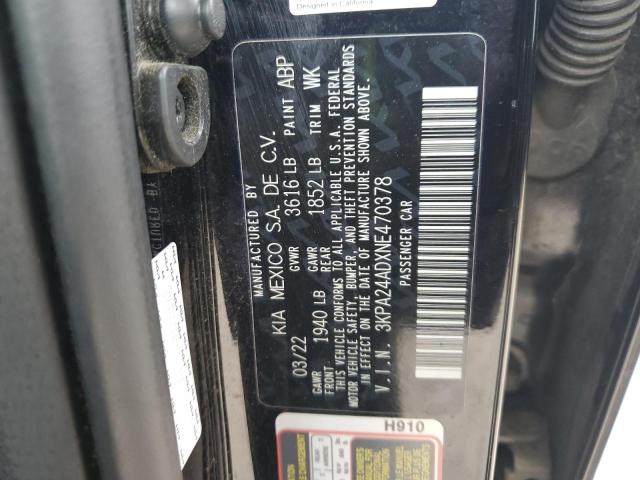 Designed in California
MANUFACTURED BY
KIA MEXICO S.A. DE C.V.
03/22 GVWR 3616 LB PAINT ABP
GAWR FRONT 1940 LB GAWR REAR 1852 LB TRIM WK
THIS VEHICLE CONFORMS TO ALL APPLICABLE U.S.A. FEDERAL
MOTOR VEHICLE SAFETY, BUMPER, AND THEFT PREVENTION STANDARDS
IN EFFECT ON THE DATE OF MANUFACTURE SHOWN ABOVE.
V.I.N. 3KPA24ADXNE470378
PASSENGER CAR
H910